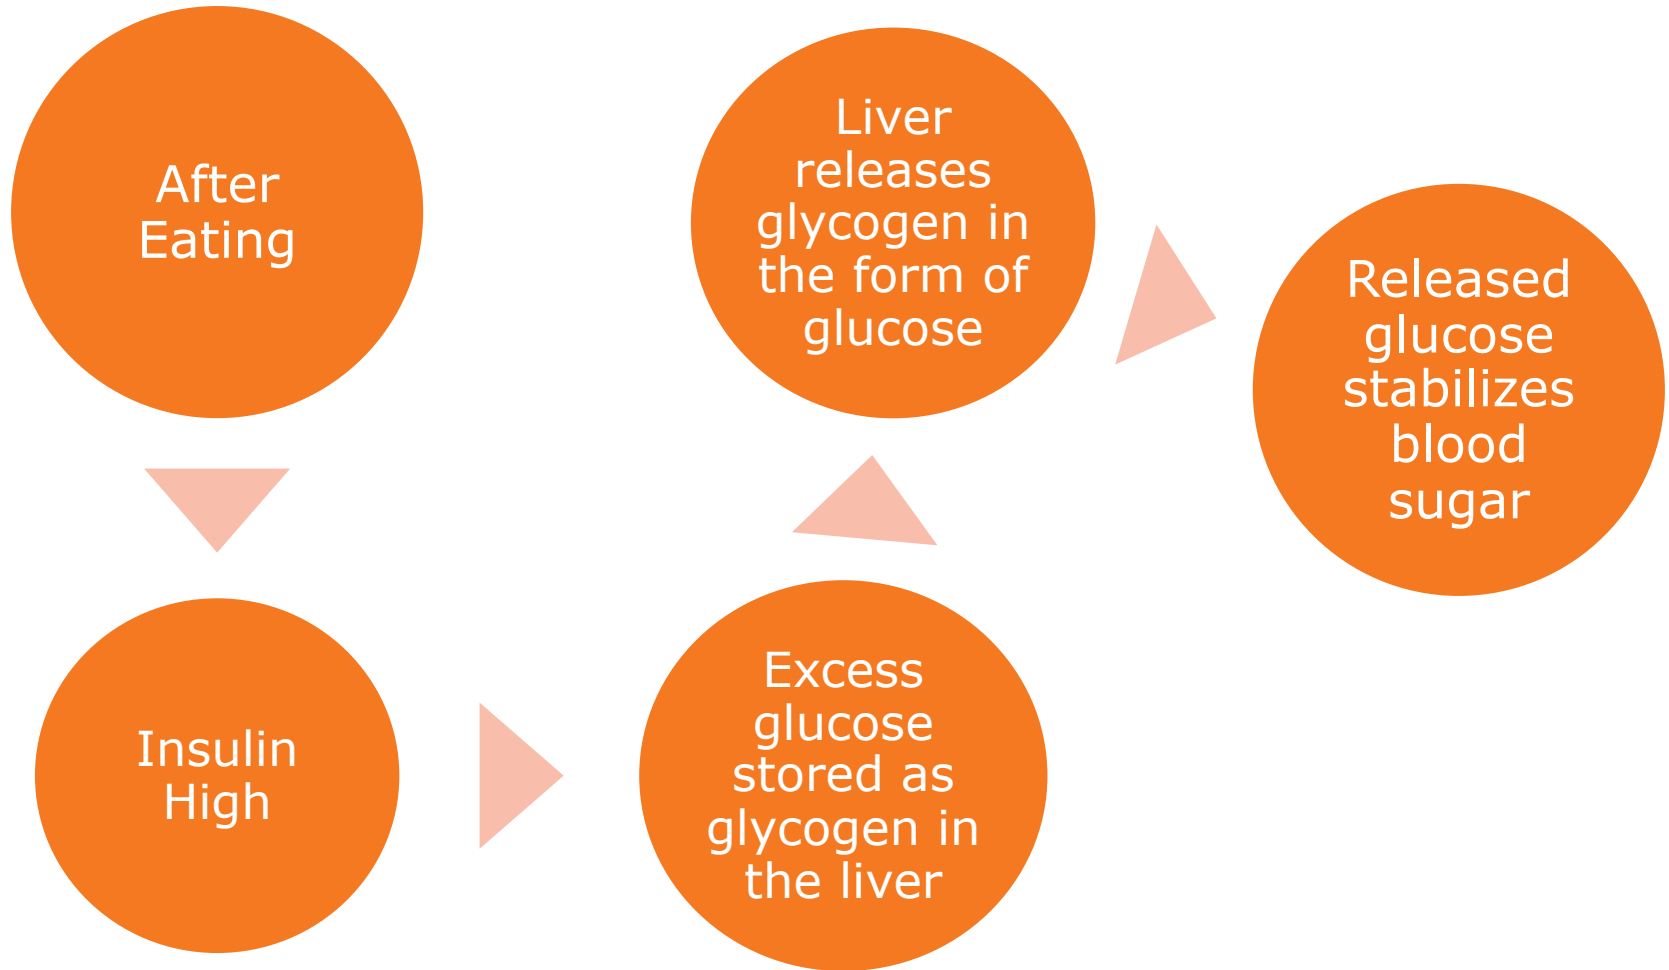 After
Eating
Insulin
High
Excess
glucose
stored as
glycogen in
the liver
Liver
releases
glycogen in
the form of
glucose
Released
glucose
stabilizes
blood
sugar